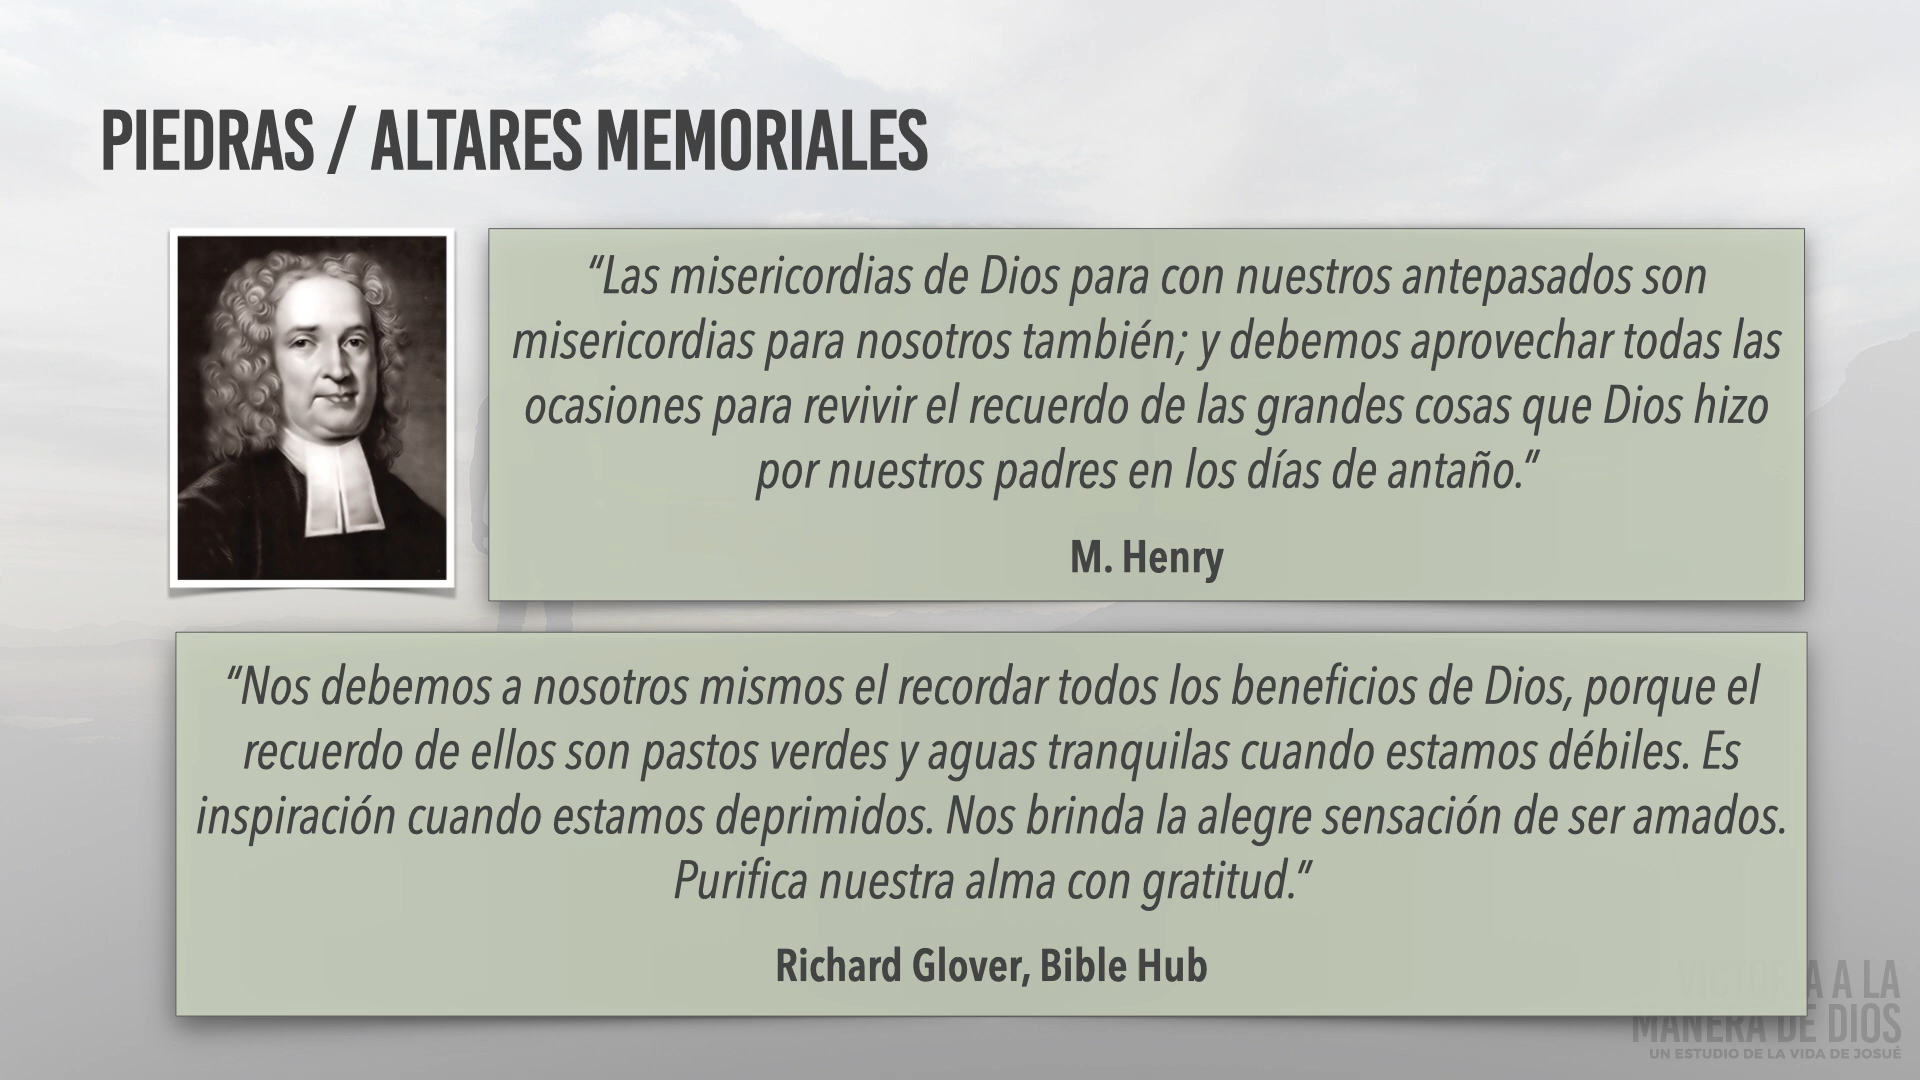 PIEDRAS / ALTARES MEMORIALES
“Las misericordias de Dios para con nuestros antepasados son
misericordias para nosotros también; y debemos aprovechar todas las
ocasiones para revivir el recuerdo de las grandes cosas que Dios hizo
por nuestros padres en los días de antaño.”
M. Henry
“Nos debemos a nosotros mismos el recordar todos los beneficios de Dios, porque el
recuerdo de ellos son pastos verdes y aguas tranquilas cuando estamos débiles. Es
inspiración cuando estamos deprimidos. Nos brinda la alegre sensación de ser amados.
Purifica nuestra alma con gratitud.”
Richard Glover, Bible Hub
VICTORIA A LA
MANERA DE DIOS
UN ESTUDIO DE LA VIDA DE JOSUÉ